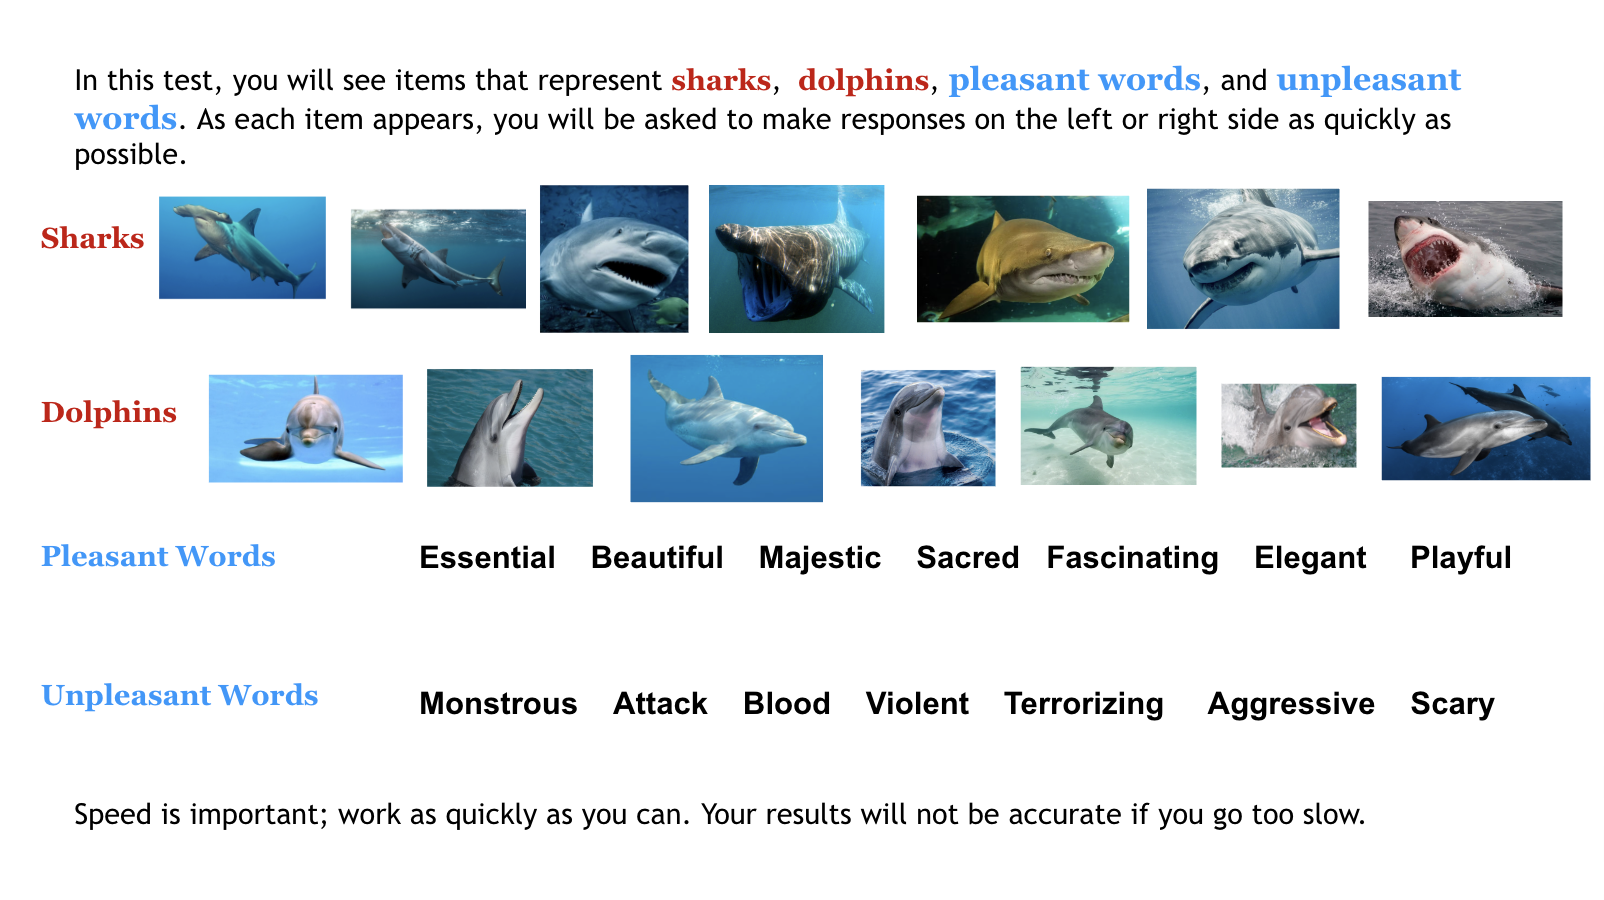 In this test, you will see items that represent sharks, dolphins, pleasant words, and unpleasant
words. As each item appears, you will be asked to make responses on the left or right side as quickly as
possible.
Sharks
Dolphins
Pleasant Words Essential Beautiful Majestic Sacred Fascinating Elegant Playful
Unpleasant Words Monstrous Attack Blood Violent Terrorizing Aggressive Scary
Speed is important; work as quickly as you can. Your results will not be accurate if you go too slow.